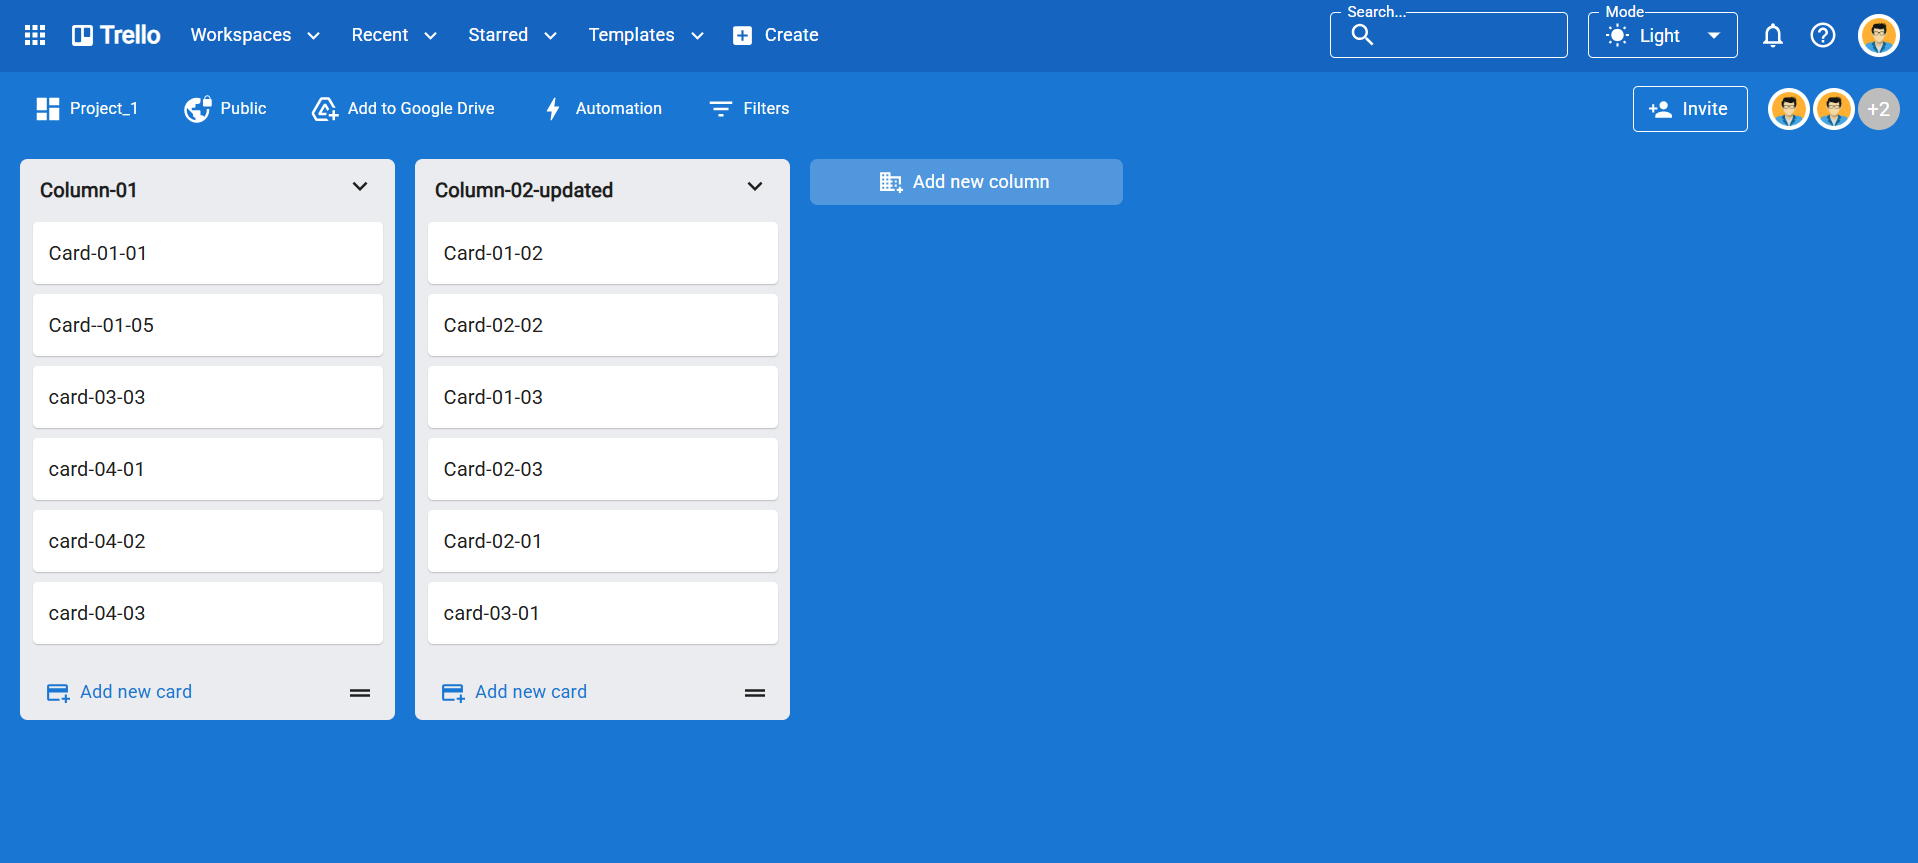 Trello Workspaces Recent Starred Templates Create Search... Mode Light
Project_1 Public Add to Google Drive Automation Filters Invite +2
Column-01
Card-01-01
Card--01-05
card-03-03
card-04-01
card-04-02
card-04-03
Add new card
Column-02-updated
Card-01-02
Card-02-02
Card-01-03
Card-02-03
Card-02-01
card-03-01
Add new card
Add new column